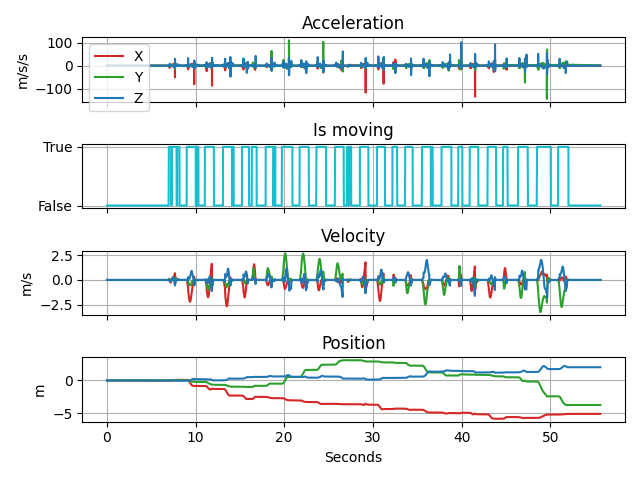 Acceleration
m/s/s
100
0
−100
X
Y
Z
Is moving
True
False
Velocity
m/s
2.5
0.0
−2.5
Position
m
0
−5
0 10 20 30 40 50
Seconds